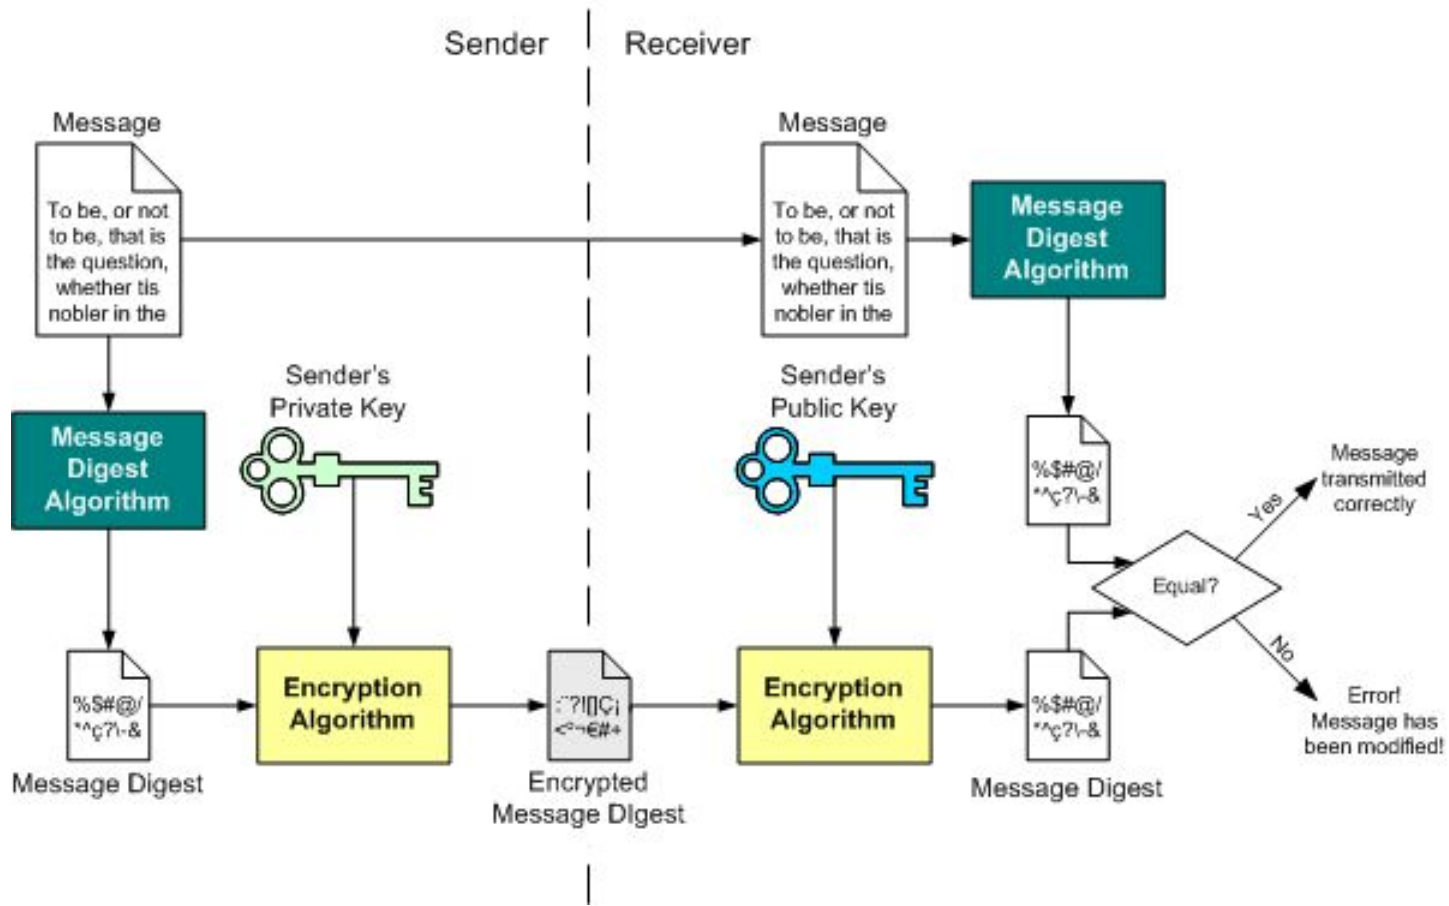 Sender
Receiver
Message
To be, or not
to be, that is
the question,
whether tis
nobler in the
Message
To be, or not
to be, that is
the question,
whether tis
nobler in the
Message
Digest
Algorithm
Message
Digest
Algorithm
Sender's
Private Key
Sender's
Public Key
%$#@/
*^ç?\-&
Message
transmitted
correctly
Yes
Equal?
No
Error!
Message has
been modified!
%$#@/
*^ç?\-&
Message Digest
Encryption
Algorithm
:¨?![]Ç¡
<²¬€#+
Encrypted
Message DIgest
Encryption
Algorithm
%$#@/
*^ç?\-&
Message Digest